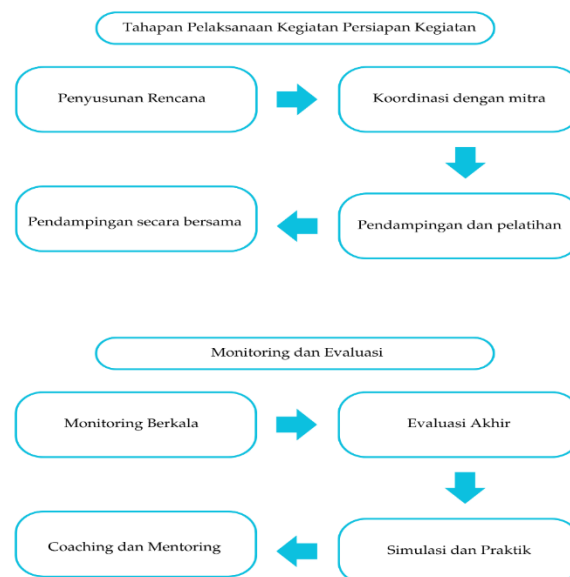 Tahapan Pelaksanaan Kegiatan Persiapan Kegiatan
Penyusunan Rencana
Koordinasi dengan mitra
Pendampingan secara bersama
Pendampingan dan pelatihan
Monitoring dan Evaluasi
Monitoring Berkala
Evaluasi Akhir
Coaching dan Mentoring
Simulasi dan Praktik